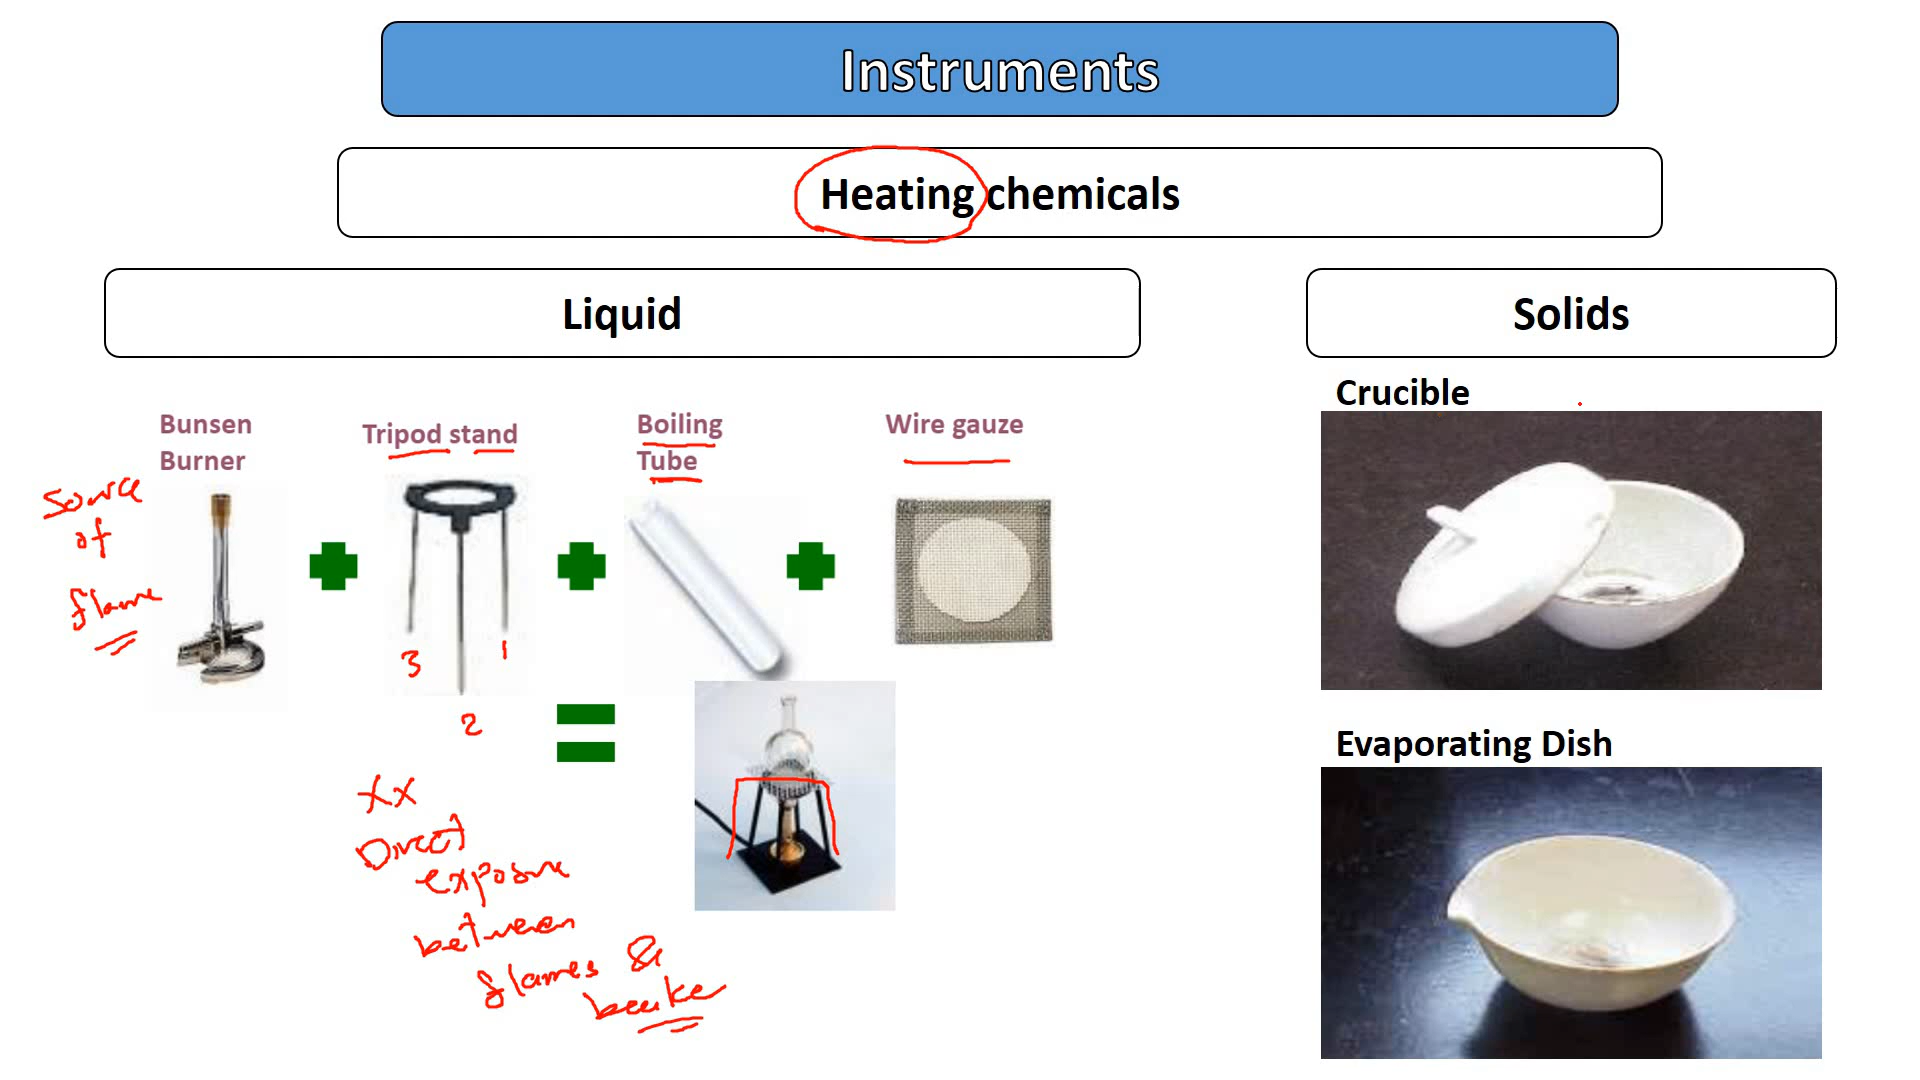 Instruments
Heating chemicals
Liquid
Solids
Bunsen
Burner
Tripod stand
Boiling
Tube
Wire gauze
Source
of
flame
3
1
2
xx
Direct
exposure
between
flames &
Crucible
Evaporating Dish